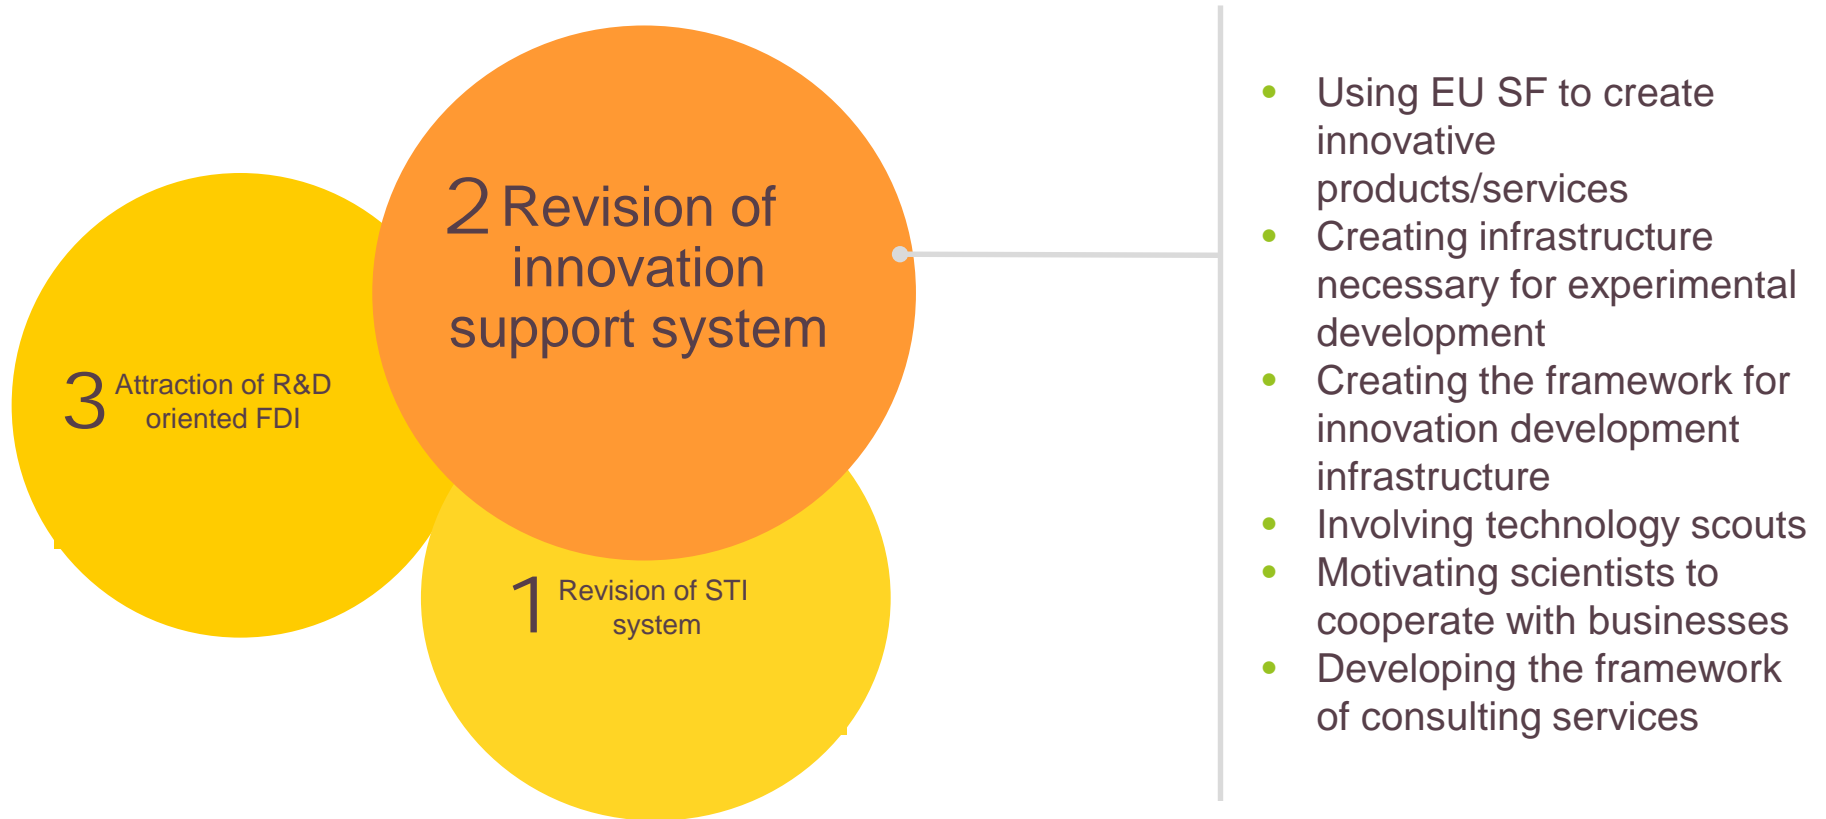 2 Revision of
innovation
support system
3 Attraction of R&D
oriented FDI
1 Revision of STI
system
• Using EU SF to create
innovative
products/services
• Creating infrastructure
necessary for experimental
development
• Creating the framework for
innovation development
infrastructure
• Involving technology scouts
• Motivating scientists to
cooperate with businesses
• Developing the framework
of consulting services